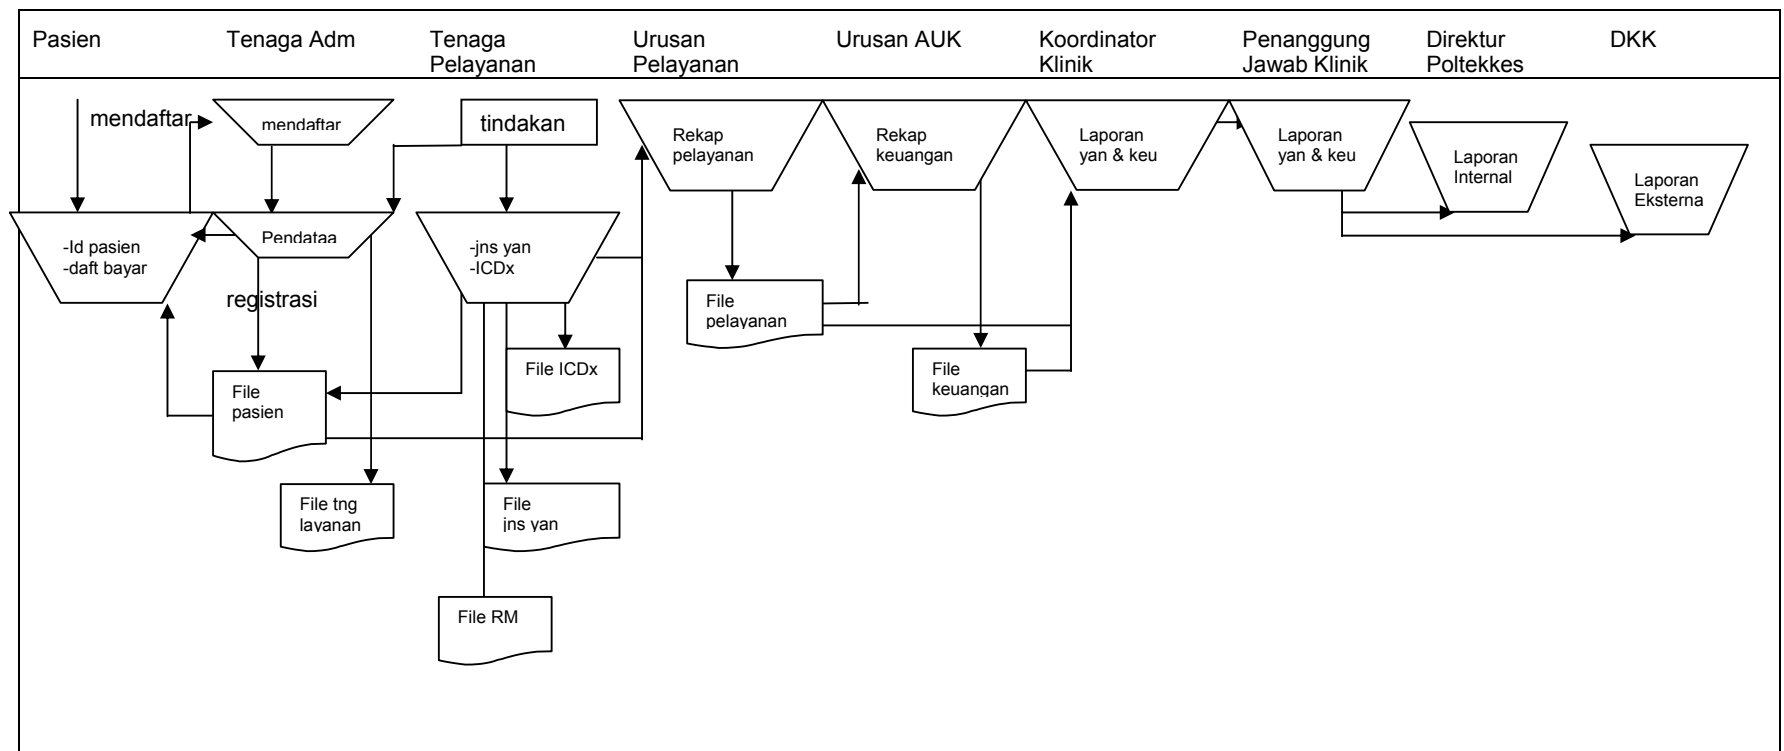 Pasien
Tenaga Adm
Tenaga
Pelayanan
Urusan
Pelayanan
Urusan AUK
Koordinator
Klinik
Penanggung
Jawab Klinik
Direktur
Poltekkes
DKK
mendaftar
mendaftar
tindakan
Rekap
pelayanan
Rekap
keuangan
Laporan
yan & keu
Laporan
yan & keu
Laporan
Internal
Laporan
Eksterna
-Id pasien
-daft bayar
Pendataa
-jns yan
-ICDx
registrasi
File
pelayanan
File ICDx
File
keuangan
File
pasien
File tng
layanan
File
jns yan
File RM